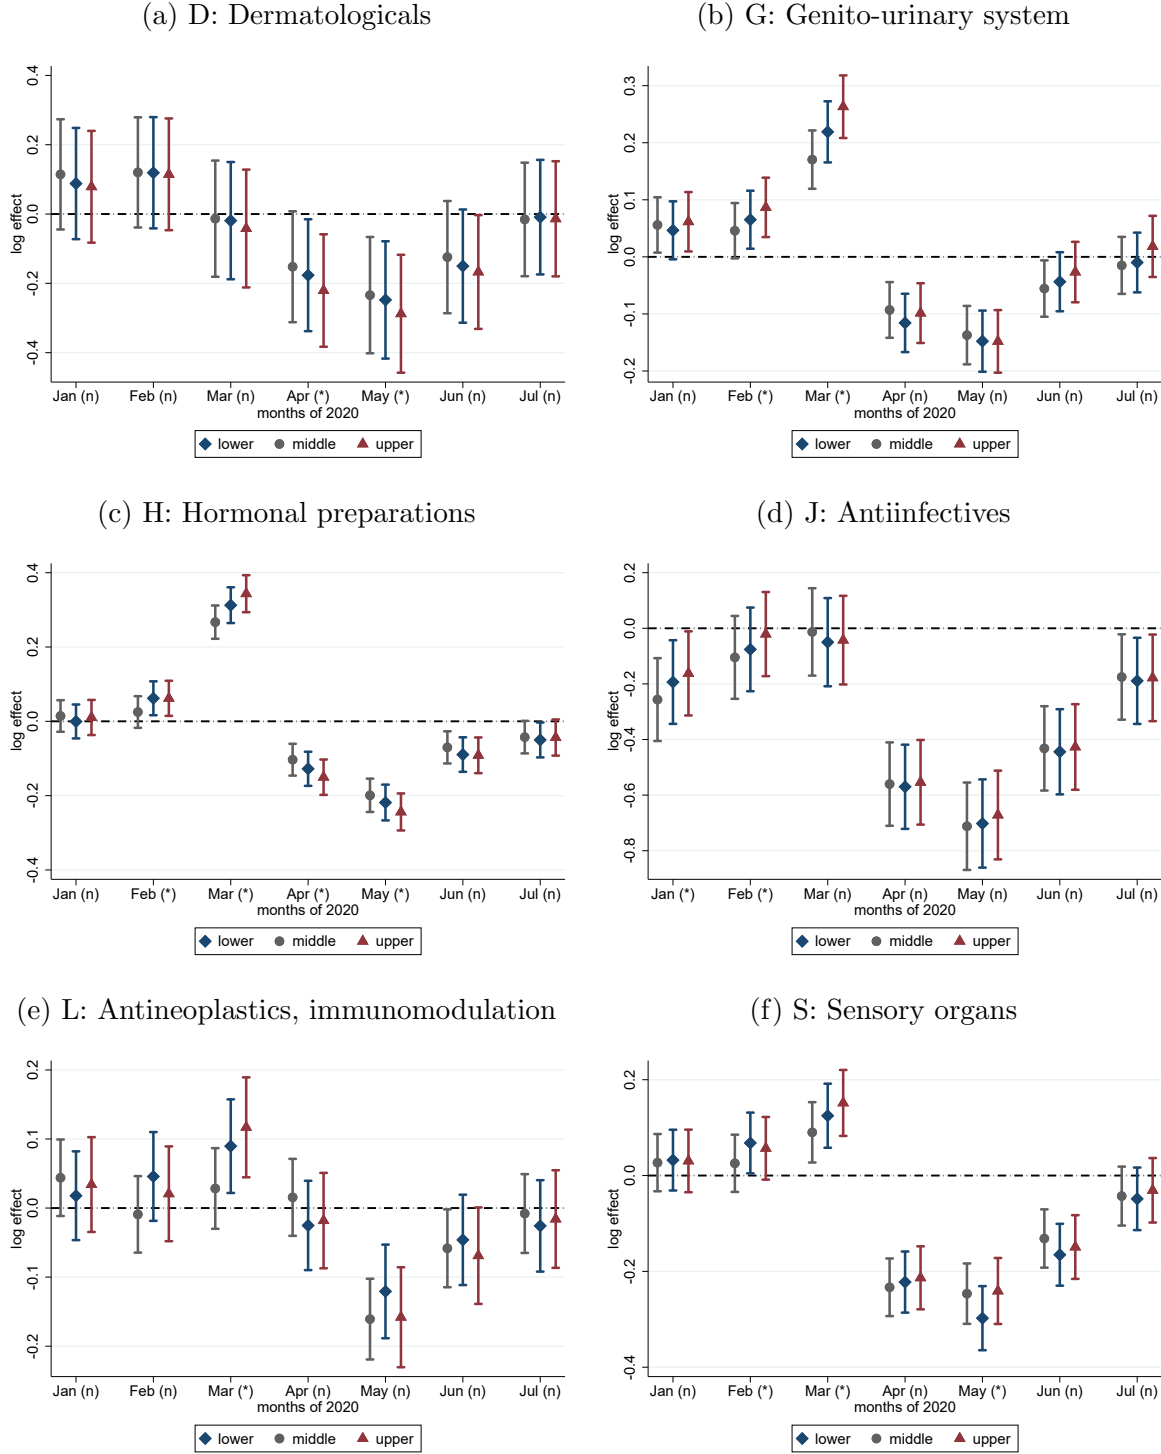 (a) D: Dermatologicals
0.4
0.2
0.0
-0.2
-0.4
log effect
Jan (n) Feb (n) Mar (n) Apr (*) May (*) Jun (n) Jul (n)
months of 2020
lower middle upper
(b) G: Genito-urinary system
0.3
0.2
0.1
0.0
-0.1
-0.2
log effect
Jan (n) Feb (*) Mar (*) Apr (n) May (n) Jun (n) Jul (n)
months of 2020
lower middle upper
(c) H: Hormonal preparations
0.4
0.2
0.0
-0.2
-0.4
log effect
Jan (n) Feb (*) Mar (*) Apr (*) May (*) Jun (n) Jul (n)
months of 2020
lower middle upper
(d) J: Antiinfectives
0.2
0.0
-0.2
-0.4
-0.6
-0.8
log effect
Jan (*) Feb (*) Mar (n) Apr (n) May (n) Jun (n) Jul (n)
months of 2020
lower middle upper
(e) L: Antineoplastics, immunomodulation
0.2
0.1
0.0
-0.1
-0.2
log effect
Jan (n) Feb (n) Mar (*) Apr (n) May (n) Jun (n) Jul (n)
months of 2020
lower middle upper
(f) S: Sensory organs
0.2
0.0
-0.2
-0.4
log effect
Jan (n) Feb (*) Mar (*) Apr (n) May (*) Jun (n) Jul (n)
months of 2020
lower middle upper